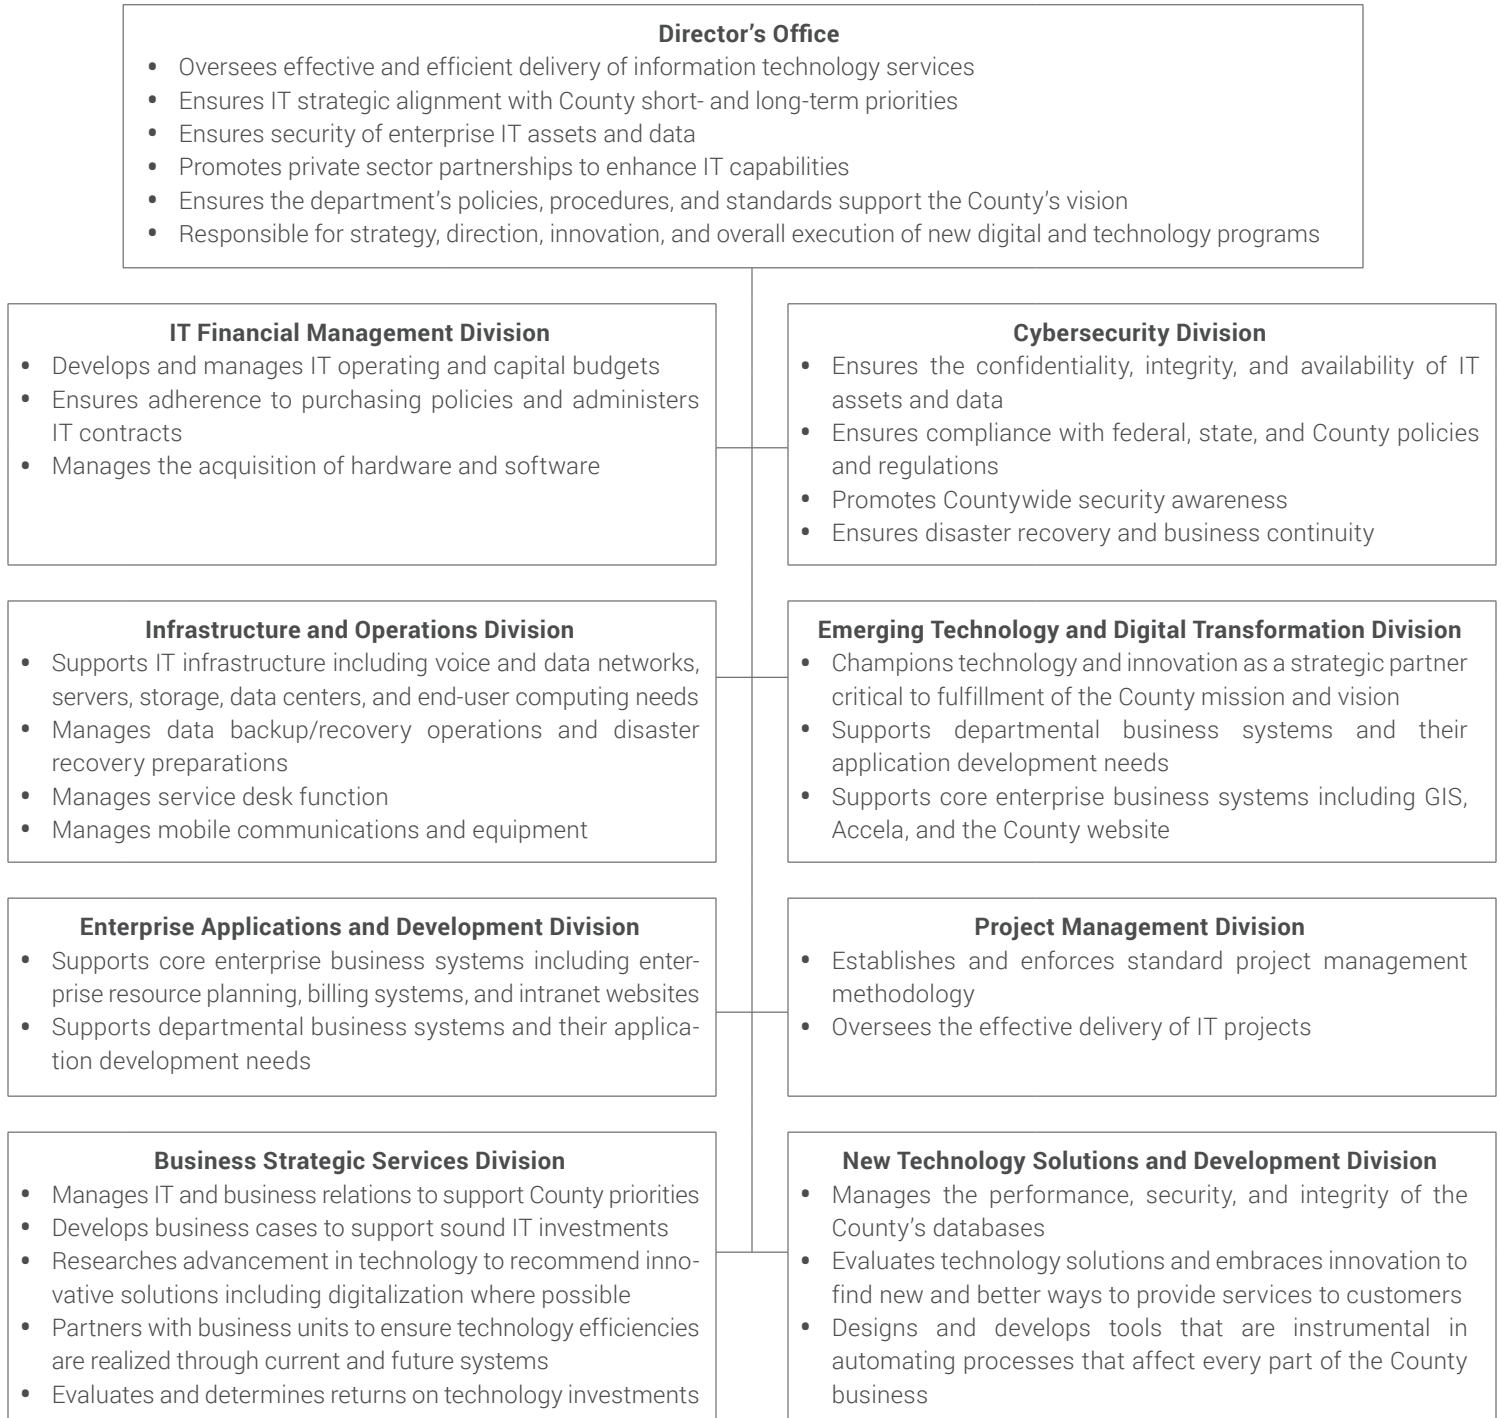 Director's Office
• Oversees effective and efficient delivery of information technology services
• Ensures IT strategic alignment with County short- and long-term priorities
• Ensures security of enterprise IT assets and data
• Promotes private sector partnerships to enhance IT capabilities
• Ensures the department's policies, procedures, and standards support the County's vision
• Responsible for strategy, direction, innovation, and overall execution of new digital and technology programs
IT Financial Management Division
• Develops and manages IT operating and capital budgets
• Ensures adherence to purchasing policies and administers
IT contracts
• Manages the acquisition of hardware and software
Cybersecurity Division
• Ensures the confidentiality, integrity, and availability of IT
assets and data
• Ensures compliance with federal, state, and County policies
and regulations
• Promotes Countywide security awareness
• Ensures disaster recovery and business continuity
Infrastructure and Operations Division
• Supports IT infrastructure including voice and data networks,
servers, storage, data centers, and end-user computing needs
• Manages data backup/recovery operations and disaster
recovery preparations
• Manages service desk function
• Manages mobile communications and equipment
Emerging Technology and Digital Transformation Division
• Champions technology and innovation as a strategic partner
critical to fulfillment of the County mission and vision
• Supports departmental business systems and their
application development needs
• Supports core enterprise business systems including GIS,
Accela, and the County website
Enterprise Applications and Development Division
• Supports core enterprise business systems including enter-
prise resource planning, billing systems, and intranet websites
• Supports departmental business systems and their applica-
tion development needs
Project Management Division
• Establishes and enforces standard project management
methodology
• Oversees the effective delivery of IT projects
Business Strategic Services Division
• Manages IT and business relations to support County priorities
• Develops business cases to support sound IT investments
• Researches advancement in technology to recommend inno-
vative solutions including digitalization where possible
• Partners with business units to ensure technology efficiencies
are realized through current and future systems
• Evaluates and determines returns on technology investments
New Technology Solutions and Development Division
• Manages the performance, security, and integrity of the
County's databases
• Evaluates technology solutions and embraces innovation to
find new and better ways to provide services to customers
• Designs and develops tools that are instrumental in
automating processes that affect every part of the County
business